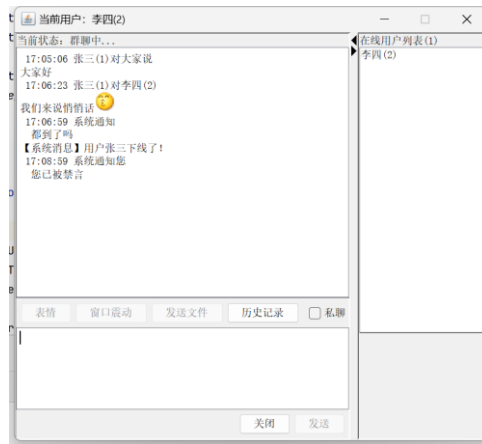 当前用户：李四(2)
当前状态：群聊中...
17:05:06 张三(1)对大家说
大家好
17:06:23 张三(1)对李四(2)
我们来说悄悄话
17:06:59 系统通知
都到了吗
【系统消息】用户张三下线了！
17:08:59 系统通知您
您已被禁言
在线用户列表(1)
李四(2)
表情 窗口震动 发送文件 历史记录 私聊
关闭 发送